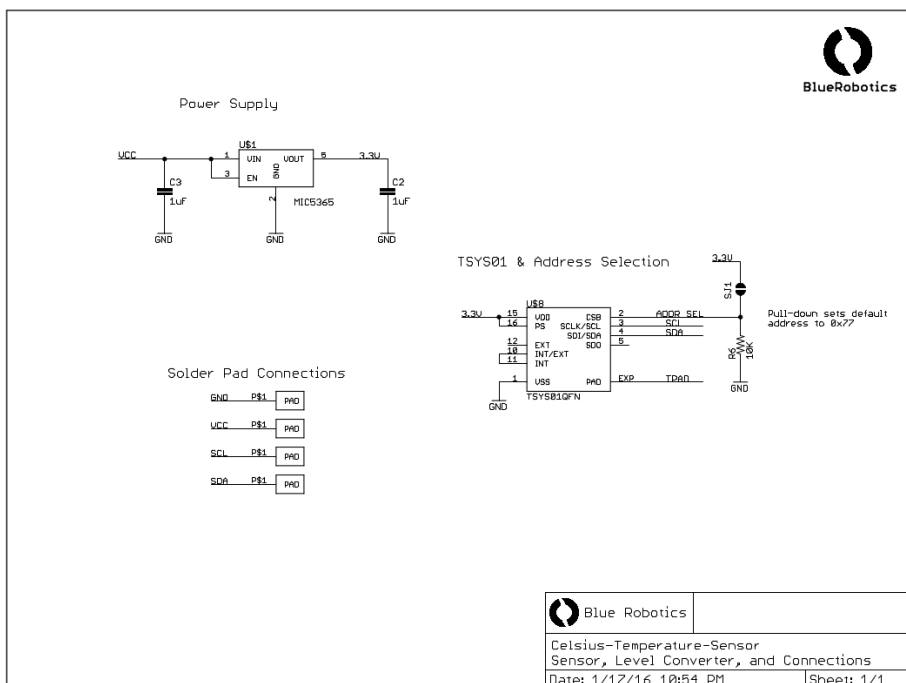 BlueRobotics
Power Supply
U$1
VCC 1 VIN VOUT 5 3.3V
3 EN GND
C3
1uF
2
MIC5365
C2
1uF
GND GND GND
TSYS01 & Address Selection
3.3V
SJ1
U$8
3.3V 15 VDD CSB 2 ADDR_SEL
16 PS SCLK/SCL 3 SCL
SDI/SDA 4 SDA
12 EXT SDO 5
10 INT/EXT
11 INT
1 VSS PAD EXP TPAD
GND
TSYS01QFN
Pull-down sets default
address to 0x77
R6
10K
GND
Solder Pad Connections
GND P$1 PAD
VCC P$1 PAD
SCL P$1 PAD
SDA P$1 PAD
Blue Robotics
Celsius-Temperature-Sensor
Sensor, Level Converter, and Connections
Date: 1/17/16 10:54 PM Sheet: 1/1